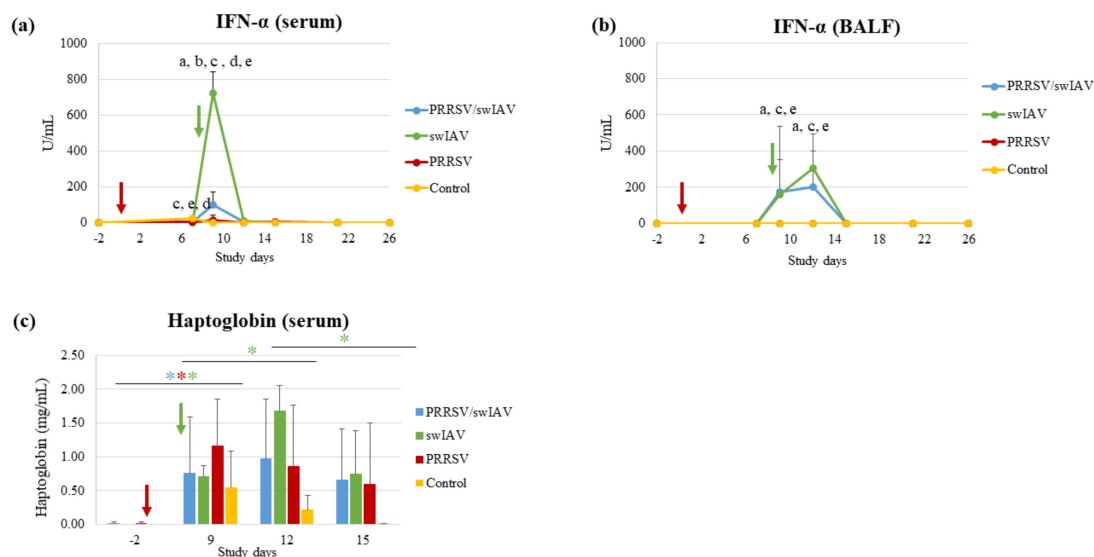 (a)
IFN-α (serum)
1000
800
600
400
200
0
U/mL
a, b, c , d, e
c, e, d
-2 2 6 10 14 18 22 26
Study days
PRRSV/swIAV
swIAV
PRRSV
Control
(b)
IFN-α (BALF)
1000
800
600
400
200
0
U/mL
a, c, e
a, c, e
-2 2 6 10 14 18 22 26
Study days
PRRSV/swIAV
swIAV
PRRSV
Control
(c)
Haptoglobin (serum)
2.50
2.00
1.50
1.00
0.50
0.00
Haptoglobin (mg/mL)
***
*
*
-2 9 12 15
Study days
PRRSV/swIAV
swIAV
PRRSV
Control